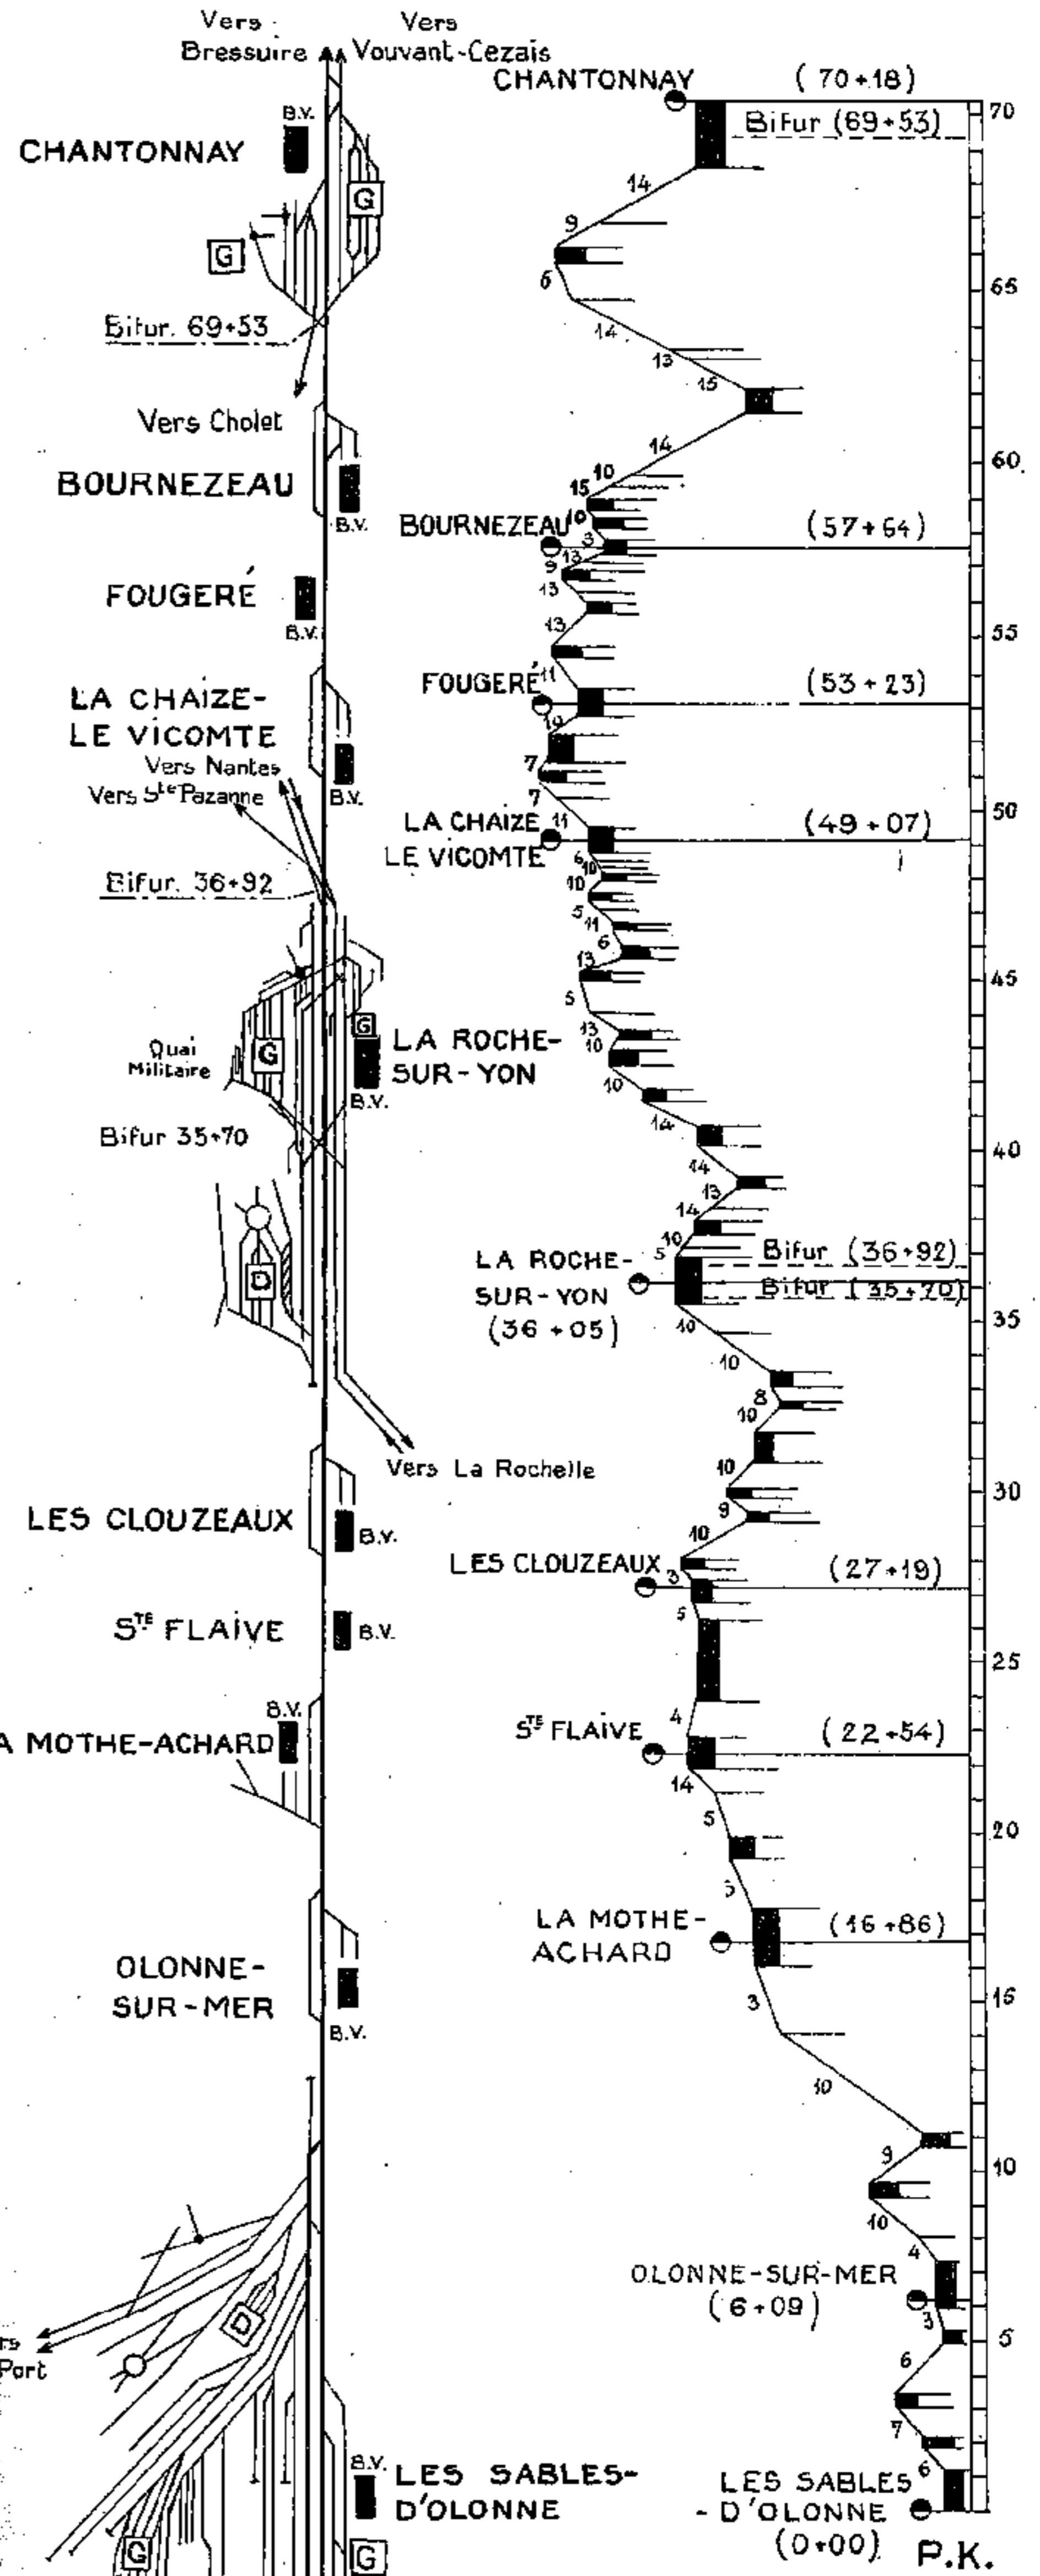 Vers
Bressuire
Vers
Vouvant-Cezais
B.V.
CHANTONNAY
G
G
Bifur. 69+53
Vers Cholet
BOURNEZEAU
B.V.
FOUGERÉ
B.V.
LA CHAIZE-
LE VICOMTE
B.V.
Vers Nantes
Vers Ste Pazanne
Bifur. 36+92
G
G
Quai
Militaire
LA ROCHE-
SUR-YON
B.V.
Bifur 35+70
D
Vers La Rochelle
LES CLOUZEAUX
B.V.
STE FLAIVE
B.V.
B.V.
A MOTHE-ACHARD
OLONNE-
SUR-MER
B.V.
D
rs
Port
B.V.
LES SABLES-
D'OLONNE
G
G
CHANTONNAY
(70+18)
Bifur (69+53)
70
14
9
6
65
14
13
15
14
60
10
15
10
BOURNEZEAU
3
(57+64)
13
9
13
55
13
11
FOUGERÉ
(53+23)
10
7
7
50
11
LA CHAIZE
LE VICOMTE
(49+07)
6
10
10
5
11
6
13
45
5
13
10
10
14
40
14
13
14
10
5
Bifur (36+92)
LA ROCHE-
SUR-YON
(36+05)
Bifur (35+70)
35
10
10
8
10
10
30
9
10
LES CLOUZEAUX
3
(27+19)
5
25
4
STE FLAIVE
(22+54)
14
5
20
5
LA MOTHE-
ACHARD
(16+86)
16
3
10
10
9
10
4
OLONNE-SUR-MER
(6+09)
3
5
6
7
6
LES SABLES
-D'OLONNE
(0+00)
P.K.